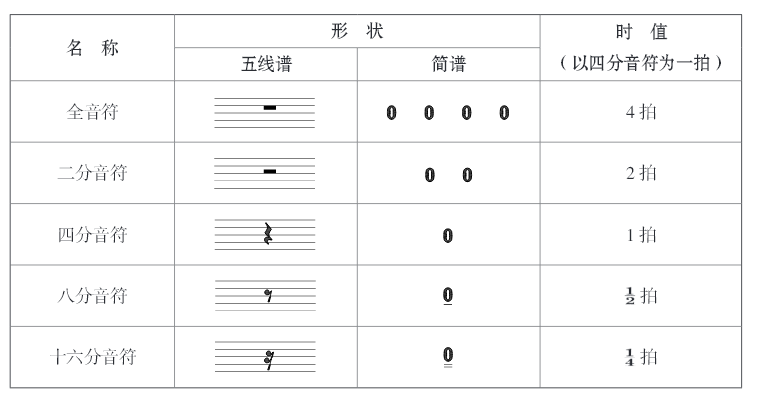 名 称
形 状
时 值
(以四分音符为一拍)
五线谱
简谱
全音符
0 0 0 0
4 拍
二分音符
0 0
2 拍
四分音符
0
1 拍
八分音符
0
1/2 拍
十六分音符
0
1/4 拍